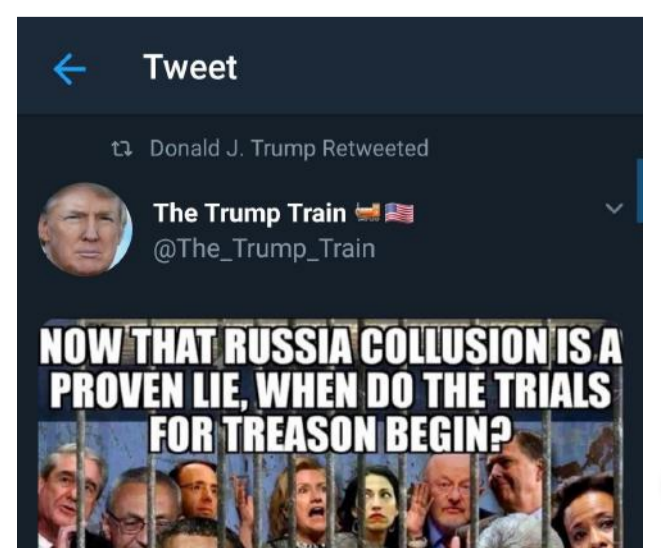 Tweet
Donald J. Trump Retweeted
The Trump Train 🚂🇺🇸
@The_Trump_Train
NOW THAT RUSSIA COLLUSION IS A
PROVEN LIE, WHEN DO THE TRIALS
FOR TREASON BEGIN?